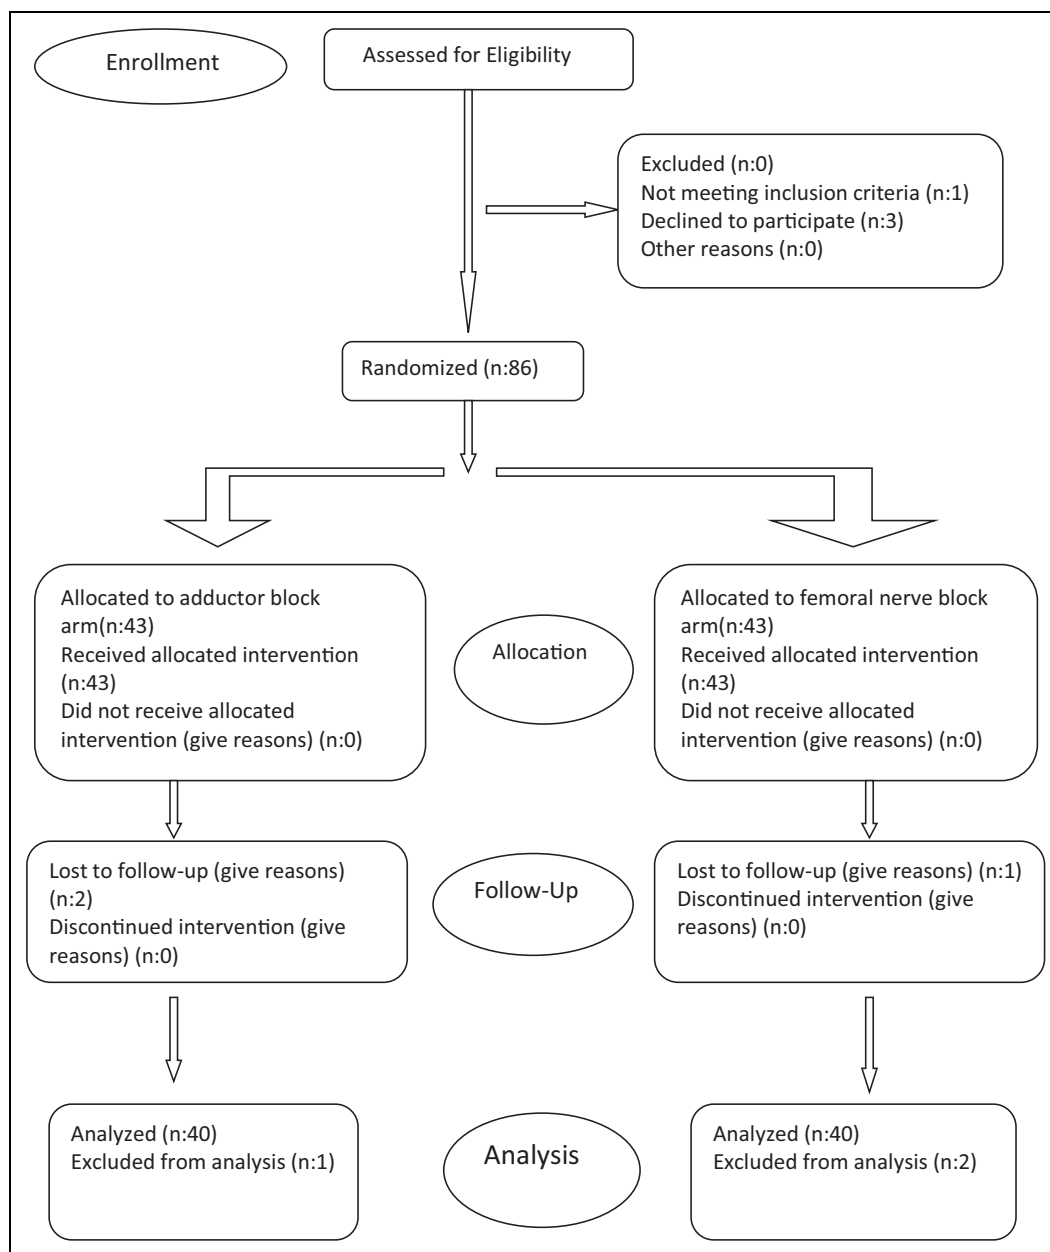 Enrollment
Assessed for Eligibility
Excluded (n:0)
Not meeting inclusion criteria (n:1)
Declined to participate (n:3)
Other reasons (n:0)
Randomized (n:86)
Allocated to adductor block
arm(n:43)
Received allocated intervention
(n:43)
Did not receive allocated
intervention (give reasons) (n:0)
Allocation
Allocated to femoral nerve block
arm(n:43)
Received allocated intervention
(n:43)
Did not receive allocated
intervention (give reasons) (n:0)
Lost to follow-up (give reasons)
(n:2)
Discontinued intervention (give
reasons) (n:0)
Follow-Up
Lost to follow-up (give reasons) (n:1)
Discontinued intervention (give
reasons) (n:0)
Analyzed (n:40)
Excluded from analysis (n:1)
Analysis
Analyzed (n:40)
Excluded from analysis (n:2)